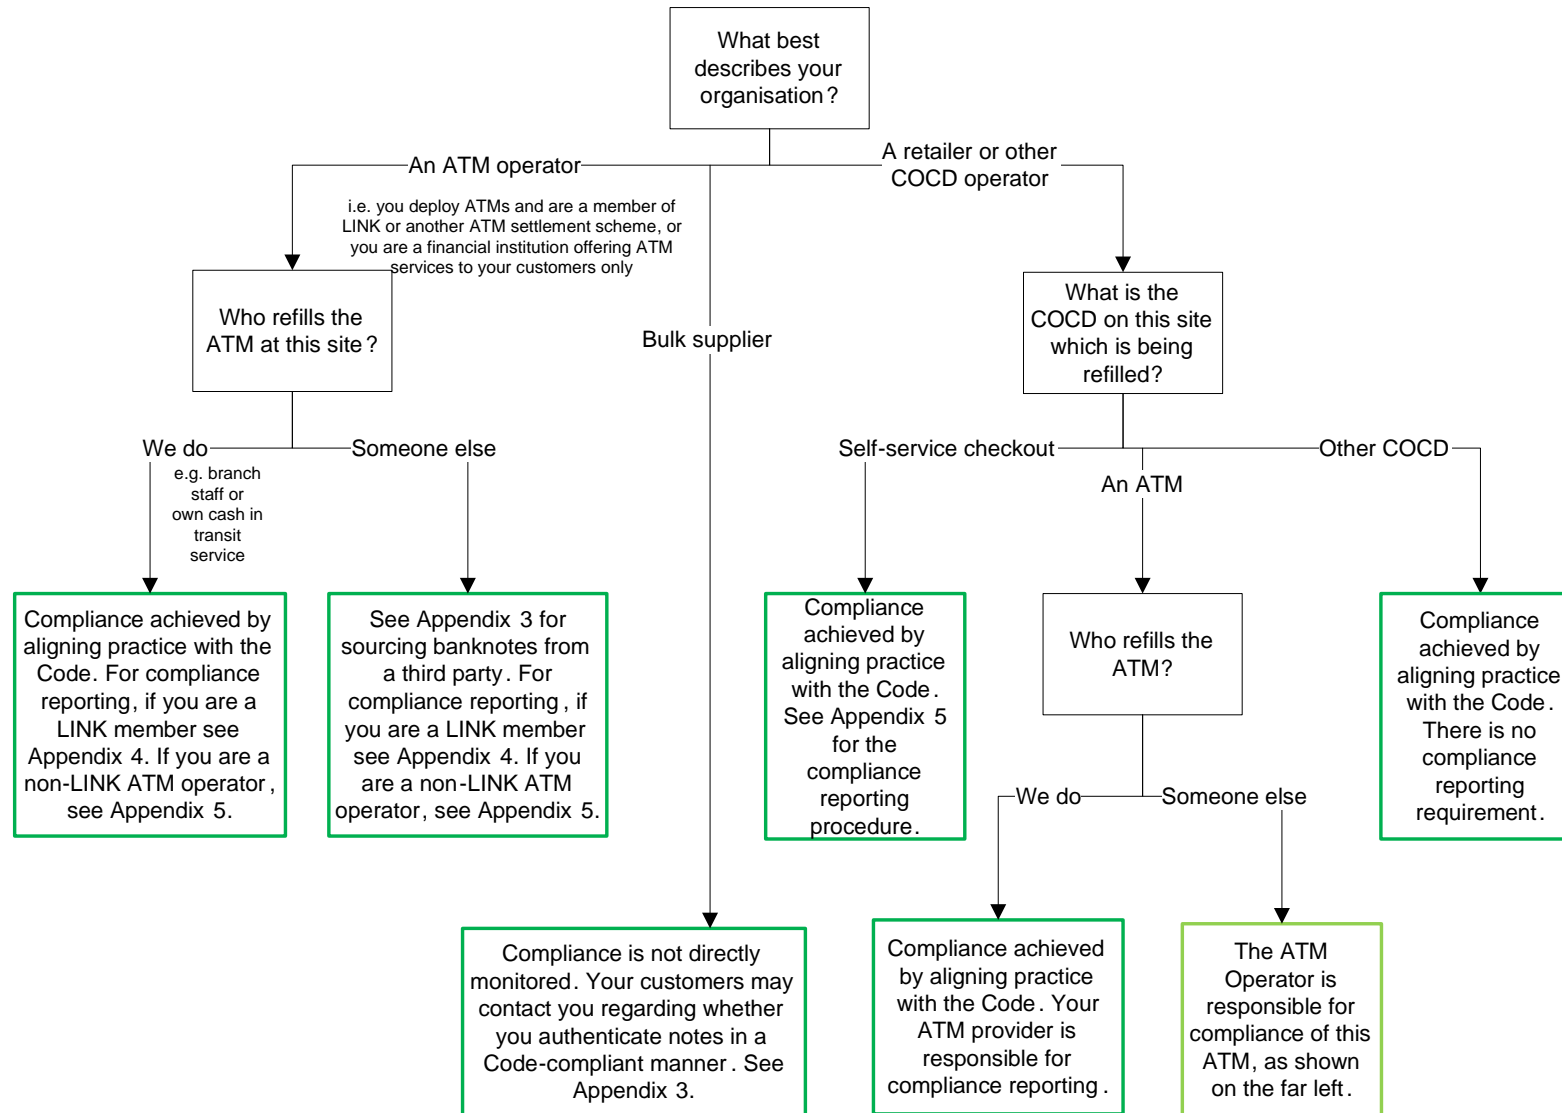 What best
describes your
organisation?
An ATM operator
A retailer or other
COCD operator
i.e. you deploy ATMs and are a member of
LINK or another ATM settlement scheme, or
you are a financial institution offering ATM
services to your customers only
Who refills the
ATM at this site?
Bulk supplier
What is the
COCD on this site
which is being
refilled?
We do
e.g. branch
staff or
own cash in
transit
service
Someone else
Self-service checkout
An ATM
Other COCD
Compliance achieved by
aligning practice with the
Code. For compliance
reporting, if you are a
LINK member see
Appendix 4. If you are a
non-LINK ATM operator,
see Appendix 5.
See Appendix 3 for
sourcing banknotes from
a third party. For
compliance reporting, if
you are a LINK member
see Appendix 4. If you
are a non-LINK ATM
operator, see Appendix 5.
Compliance
achieved by
aligning practice
with the Code.
See Appendix 5
for the
compliance
reporting
procedure.
Who refills the
ATM?
Compliance
achieved by
aligning practice
with the Code.
There is no
compliance
reporting
requirement.
We do
Someone else
Compliance is not directly
monitored. Your customers may
contact you regarding whether
you authenticate notes in a
Code-compliant manner. See
Appendix 3.
Compliance achieved
by aligning practice
with the Code. Your
ATM provider is
responsible for
compliance reporting.
The ATM
Operator is
responsible for
compliance of this
ATM, as shown
on the far left.